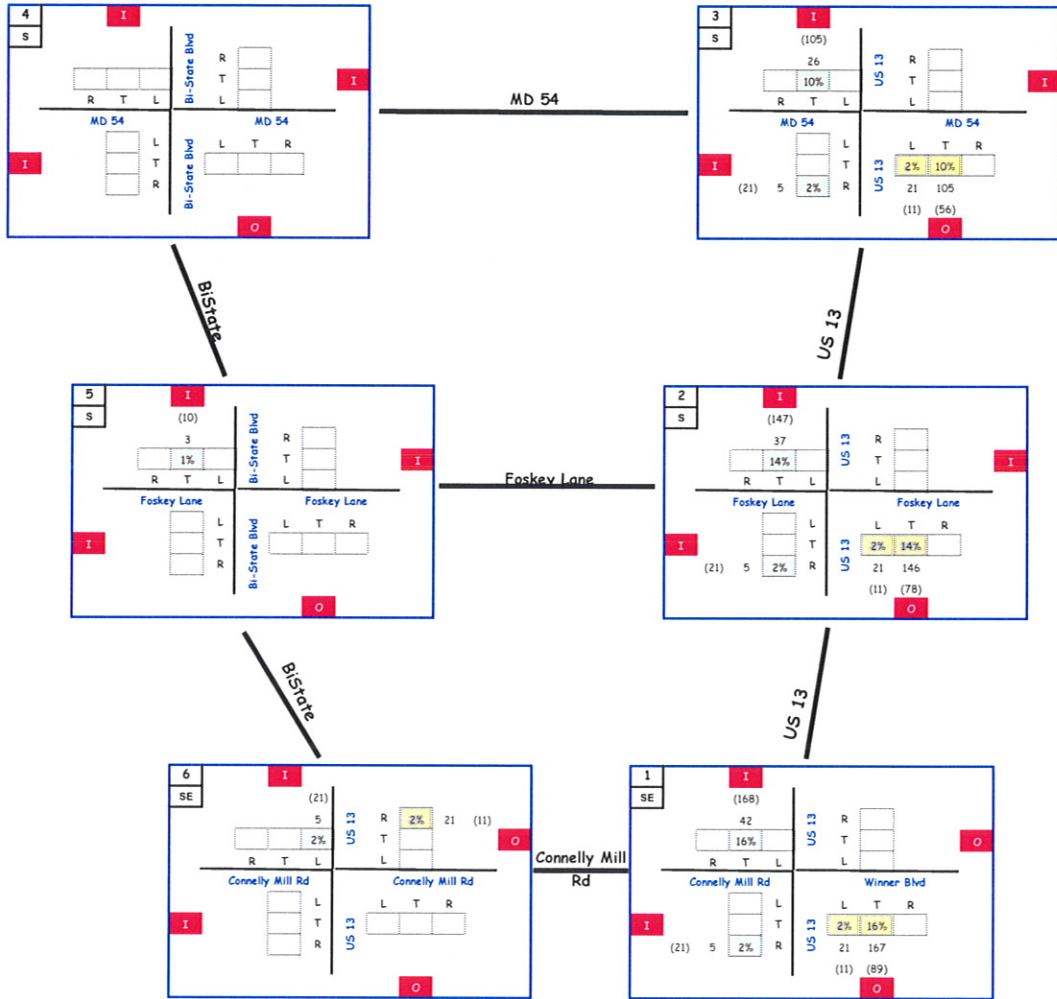 4
S
I
R
T
L
Bi-State Blvd
I
R T L
MD 54
MD 54
L
T
R
I
Bi-State Blvd
L T R
O
MD 54
3
S
I
(105)
26
10%
US 13
R
T
L
I
R T L
MD 54
MD 54
L
T
R
I
(21) 5 2%
US 13
L T R
2% 10%
21 105
(11) (56)
O
BiState
US 13
5
S
I
(10)
3
1%
Bi-State Blvd
R
T
L
I
R T L
Foskey Lane
Foskey Lane
L
T
R
I
Bi-State Blvd
L T R
O
Foskey Lane
2
S
I
(147)
37
14%
US 13
R
T
L
I
R T L
Foskey Lane
Foskey Lane
L
T
R
I
(21) 5 2%
US 13
L T R
2% 14%
21 146
(11) (78)
O
BiState
US 13
6
SE
I
(21)
5
2%
US 13
R 2% 21 (11)
T
L
O
R T L
Connelly Mill Rd
Connelly Mill Rd
L
T
R
I
US 13
L T R
O
Connelly Mill
Rd
1
SE
I
(168)
42
16%
US 13
R
T
L
O
R T L
Connelly Mill Rd
Winner Blvd
L
T
R
I
(21) 5 2%
US 13
L T R
2% 16%
21 167
(11) (89)
O